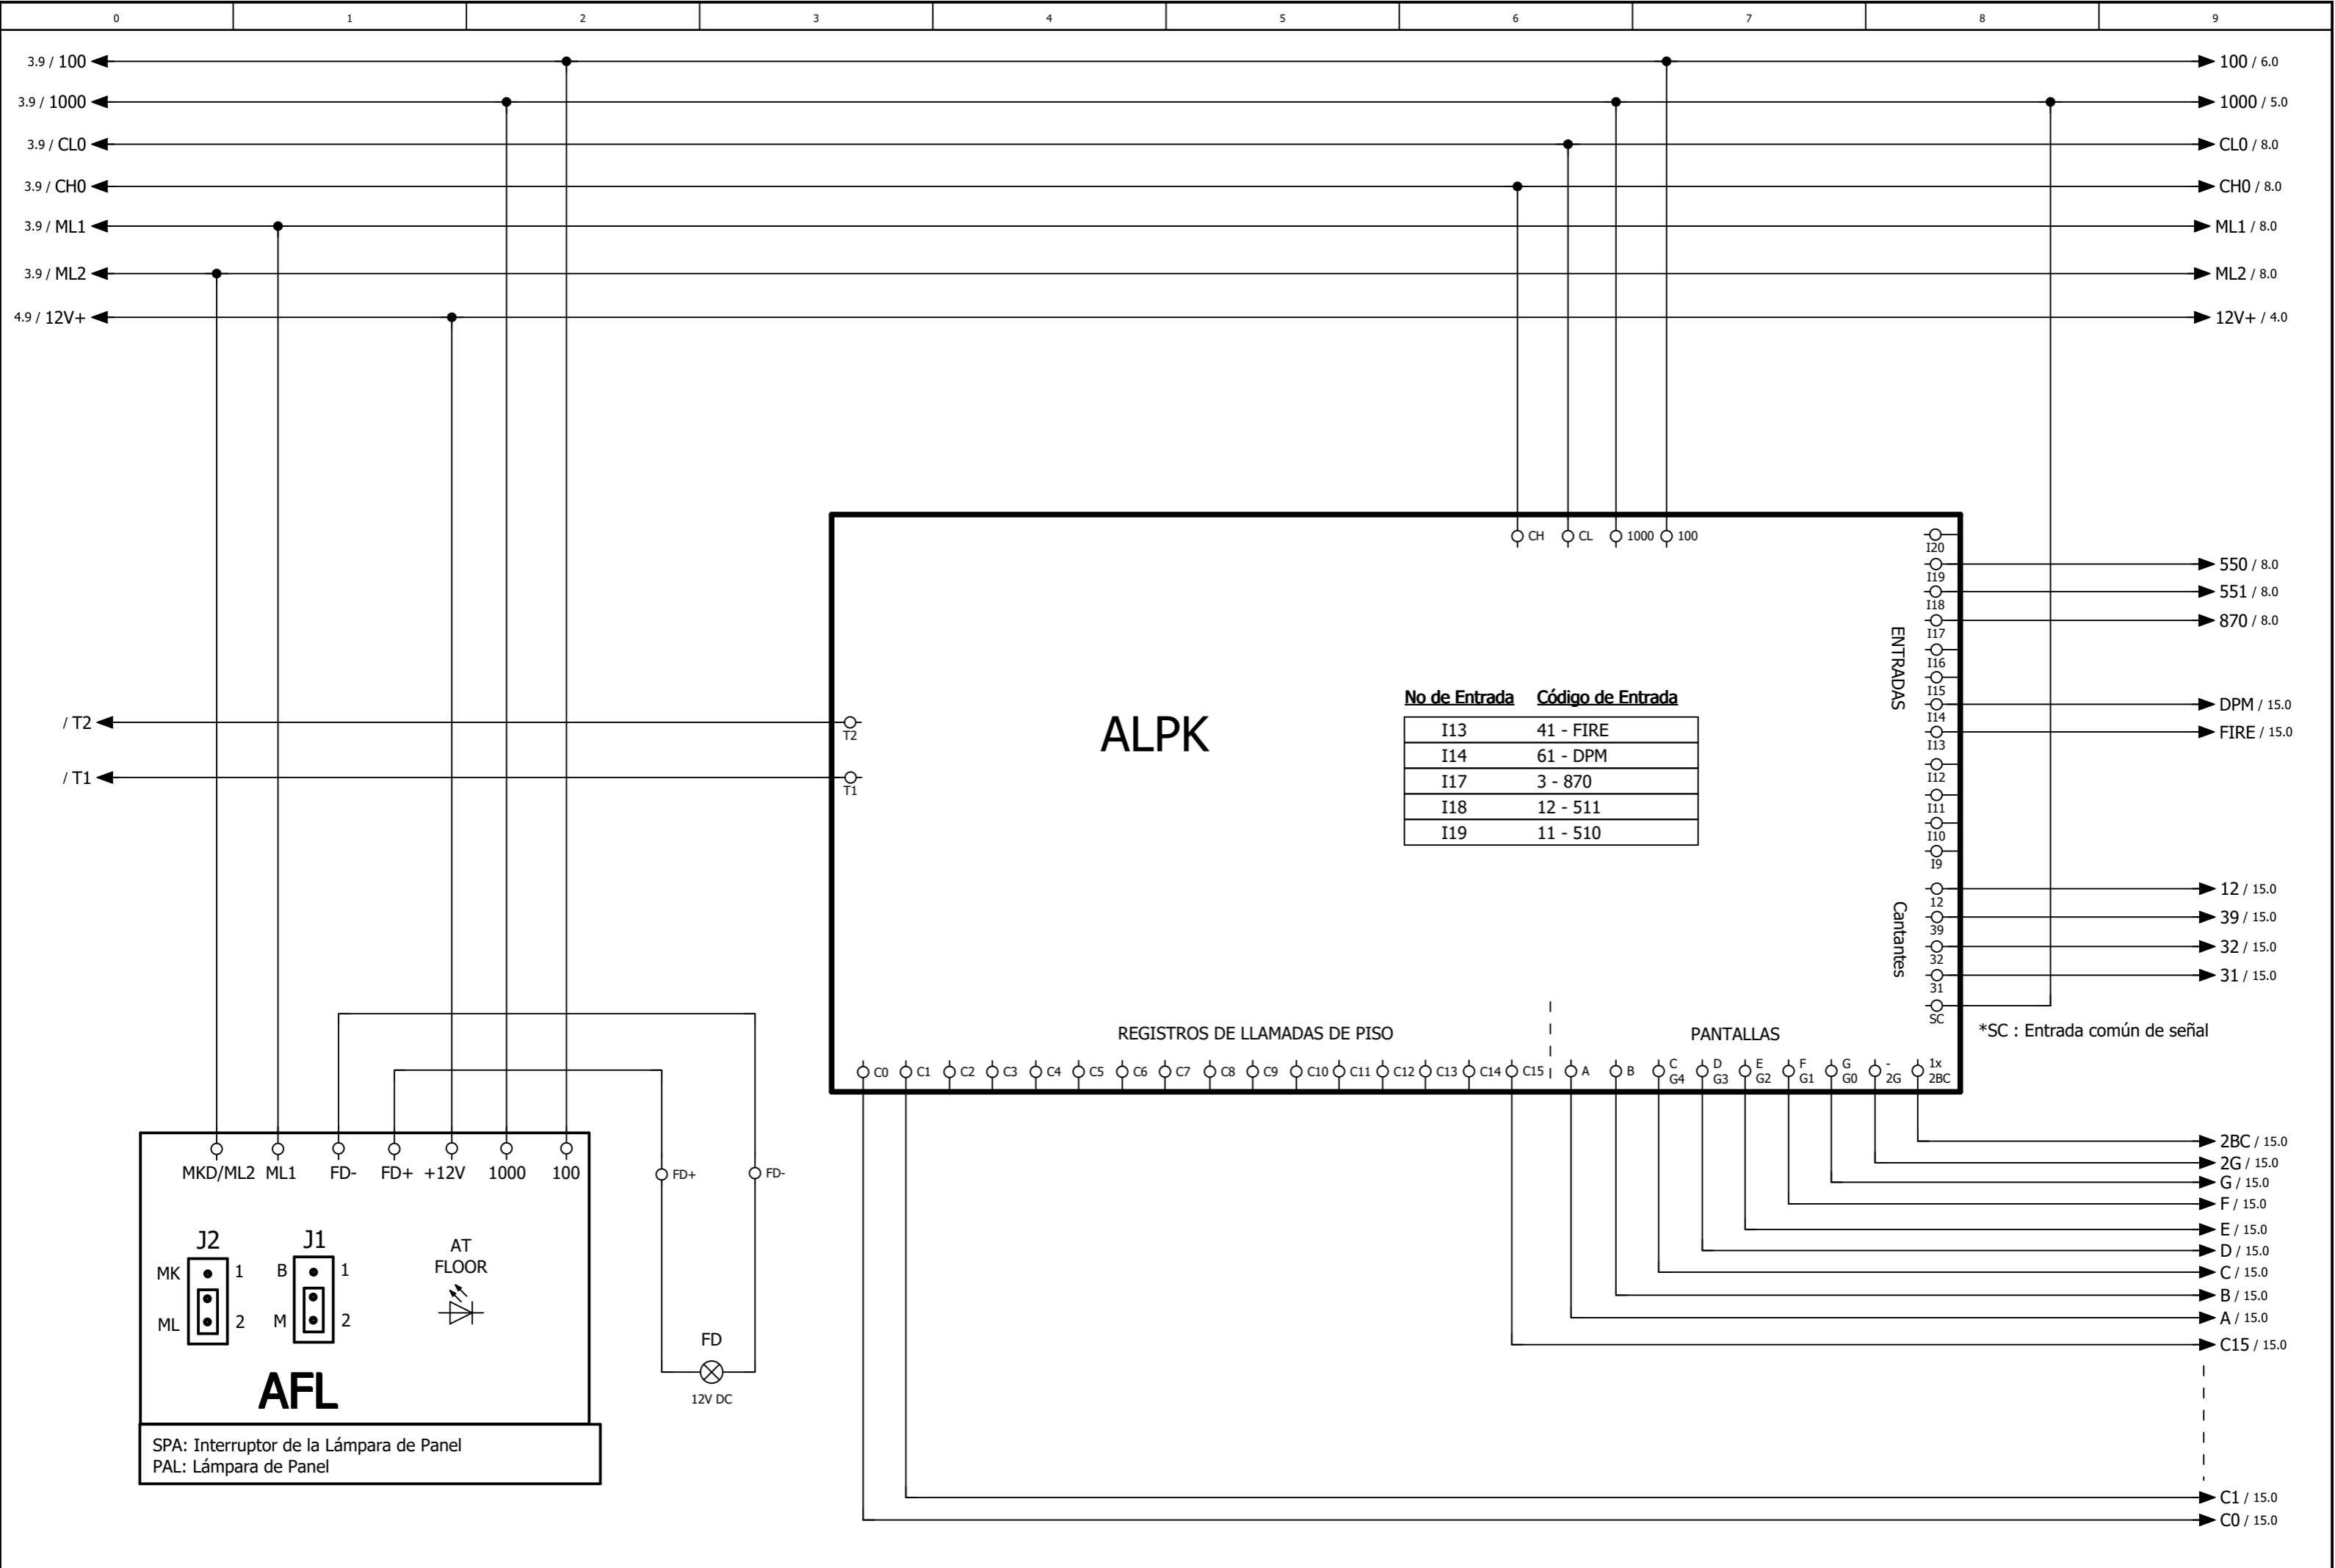 0 1 2 3 4 5 6 7 8 9
3.9 / 100
100 / 6.0
3.9 / 1000
1000 / 5.0
3.9 / CL0
CL0 / 8.0
3.9 / CH0
CH0 / 8.0
3.9 / ML1
ML1 / 8.0
3.9 / ML2
ML2 / 8.0
4.9 / 12V+
12V+ / 4.0
CH CL 1000 100
I20
I19
I18
I17
I16
I15
I14
I13
I12
I11
I10
I9
ENTRADAS
550 / 8.0
551 / 8.0
870 / 8.0
DPM / 15.0
FIRE / 15.0
/ T2
T2
/ T1
T1
ALPK
No de Entrada Código de Entrada
I13 41 - FIRE
I14 61 - DPM
I17 3 - 870
I18 12 - 511
I19 11 - 510
12
39
32
31
SC
Cantantes
12 / 15.0
39 / 15.0
32 / 15.0
31 / 15.0
*SC : Entrada común de señal
REGISTROS DE LLAMADAS DE PISO
PANTALLAS
C0 C1 C2 C3 C4 C5 C6 C7 C8 C9 C10 C11 C12 C13 C14 C15
A B C D E F G - 1x
G4 G3 G2 G1 G0 2G 2BC
2BC / 15.0
2G / 15.0
G / 15.0
F / 15.0
E / 15.0
D / 15.0
C / 15.0
B / 15.0
A / 15.0
C15 / 15.0
C1 / 15.0
C0 / 15.0
MKD/ML2 ML1 FD- FD+ +12V 1000 100
FD+ FD-
J2
MK 1
ML 2
J1
B 1
M 2
AT
FLOOR
FD
12V DC
AFL
SPA: Interruptor de la Lámpara de Panel
PAL: Lámpara de Panel